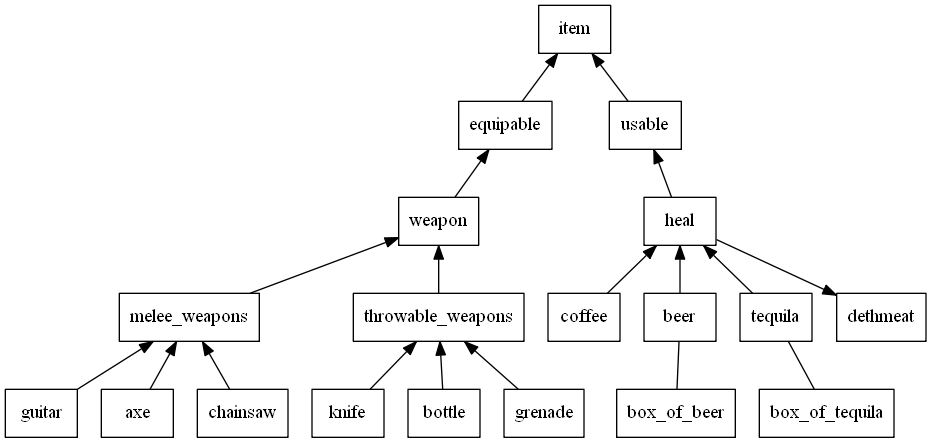 item
equipable
usable
weapon
heal
melee_weapons
throwable_weapons
coffee
beer
tequila
dethmeat
guitar
axe
chainsaw
knife
bottle
grenade
box_of_beer
box_of_tequila